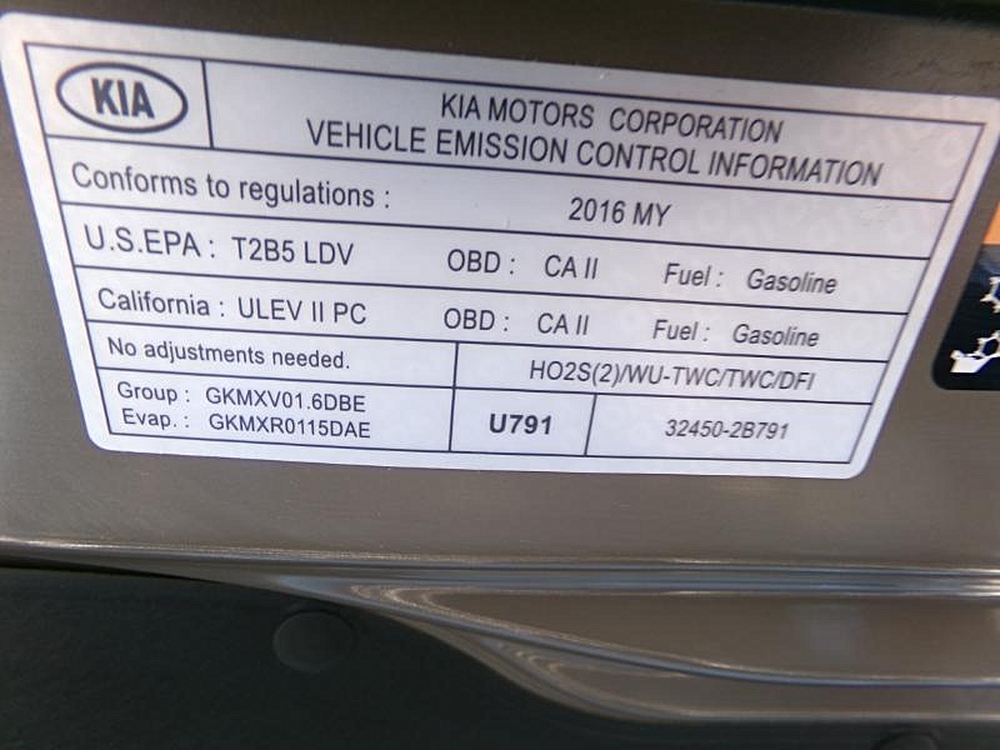 KIA
KIA MOTORS CORPORATION
VEHICLE EMISSION CONTROL INFORMATION
Conforms to regulations : 2016 MY
U.S.EPA : T2B5 LDV OBD : CA II Fuel : Gasoline
California : ULEV II PC OBD : CA II Fuel : Gasoline
No adjustments needed. HO2S(2)/WU-TWC/TWC/DFI
Group : GKMXV01.6DBE
Evap. : GKMXR0115DAE
U791
32450-2B791